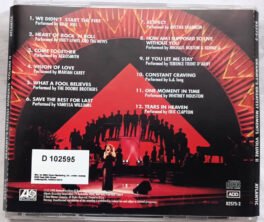 1. WE DIDN'T START THE FIRE
Performed by BILLY JOEL
2. HEART OF ROCK 'N ROLL
Performed by HUEY LEWIS AND THE NEWS
3. COME TOGETHER
Performed by AEROSMITH
4. VISION OF LOVE
Performed by MARIAH CAREY
5. WHAT A FOOL BELIEVES
Performed by THE DOOBIE BROTHERS
6. SAVE THE BEST FOR LAST
Performed by VANESSA WILLIAMS
7. RESPECT
Performed by ARETHA FRANKLIN
8. HOW AM I SUPPOSED TO LIVE
WITHOUT YOU
Performed by MICHAEL BOLTON & KENNY G
9. IF YOU LET ME STAY
Performed by TERENCE TRENT D'ARBY
10. CONSTANT CRAVING
Performed by k.d. lang
11. ONE MOMENT IN TIME
Performed by WHITNEY HOUSTON
12. TEARS IN HEAVEN
Performed by ERIC CLAPTON
D 102595
82575-2